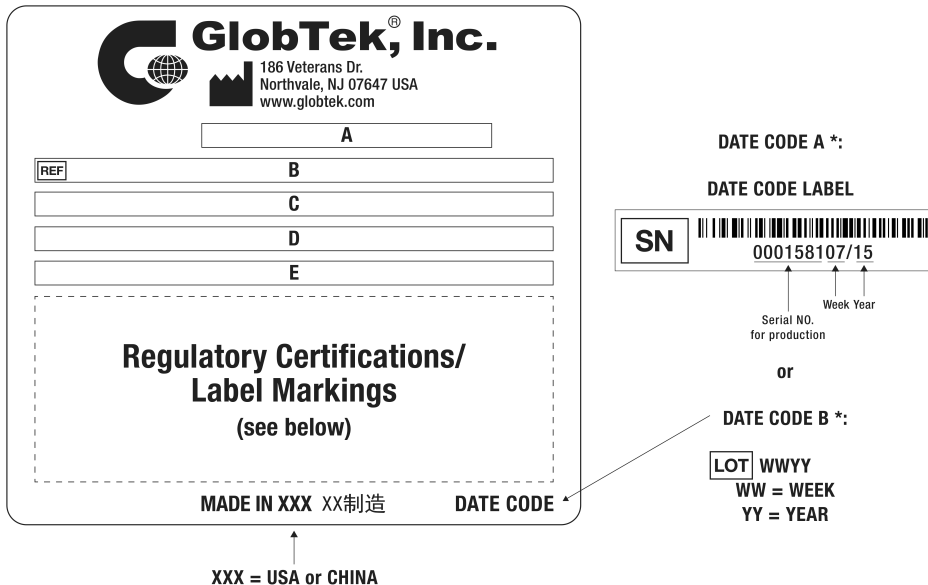 GlobTek,® Inc.
186 Veterans Dr.
Northvale, NJ 07647 USA
www.globtek.com
A
REF B
C
D
E
Regulatory Certifications/
Label Markings
(see below)
MADE IN XXX XX制造 DATE CODE
XXX = USA or CHINA
DATE CODE A *:
DATE CODE LABEL
SN
000158107/15
Week Year
Serial NO.
for production
or
DATE CODE B *:
LOT WWYY
WW = WEEK
YY = YEAR